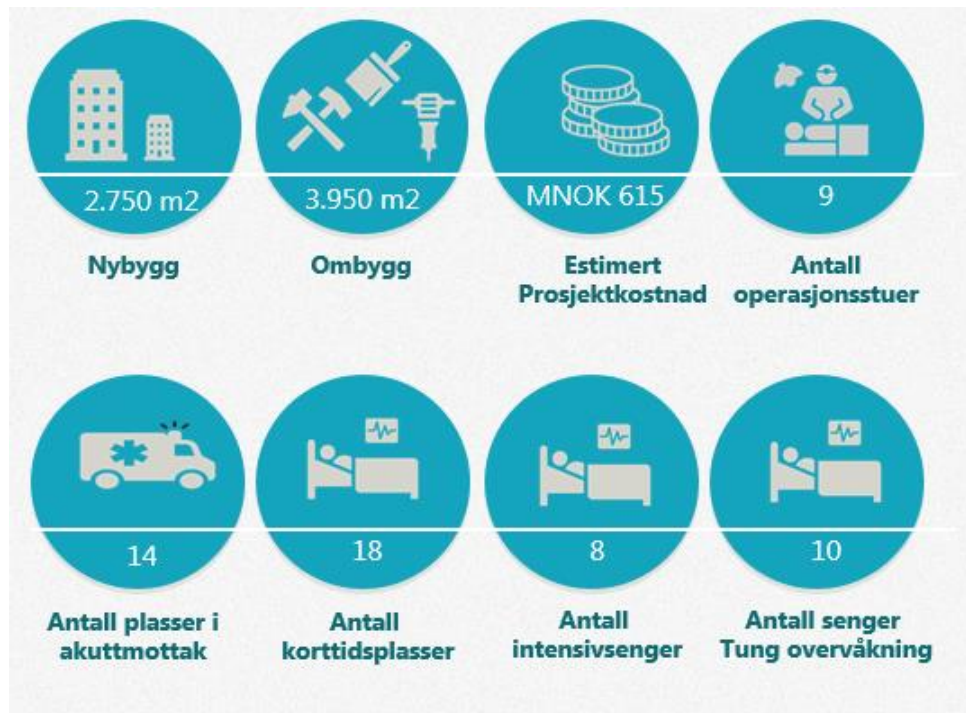 2.750 m2
Nybygg
3.950 m2
Ombygg
MNOK 615
Estimert
Prosjektkostnad
9
Antall
operasjonsstuer
14
Antall plasser i
akuttmottak
18
Antall
korttidsplasser
8
Antall
intensivsenger
10
Antall senger
Tung overvåkning